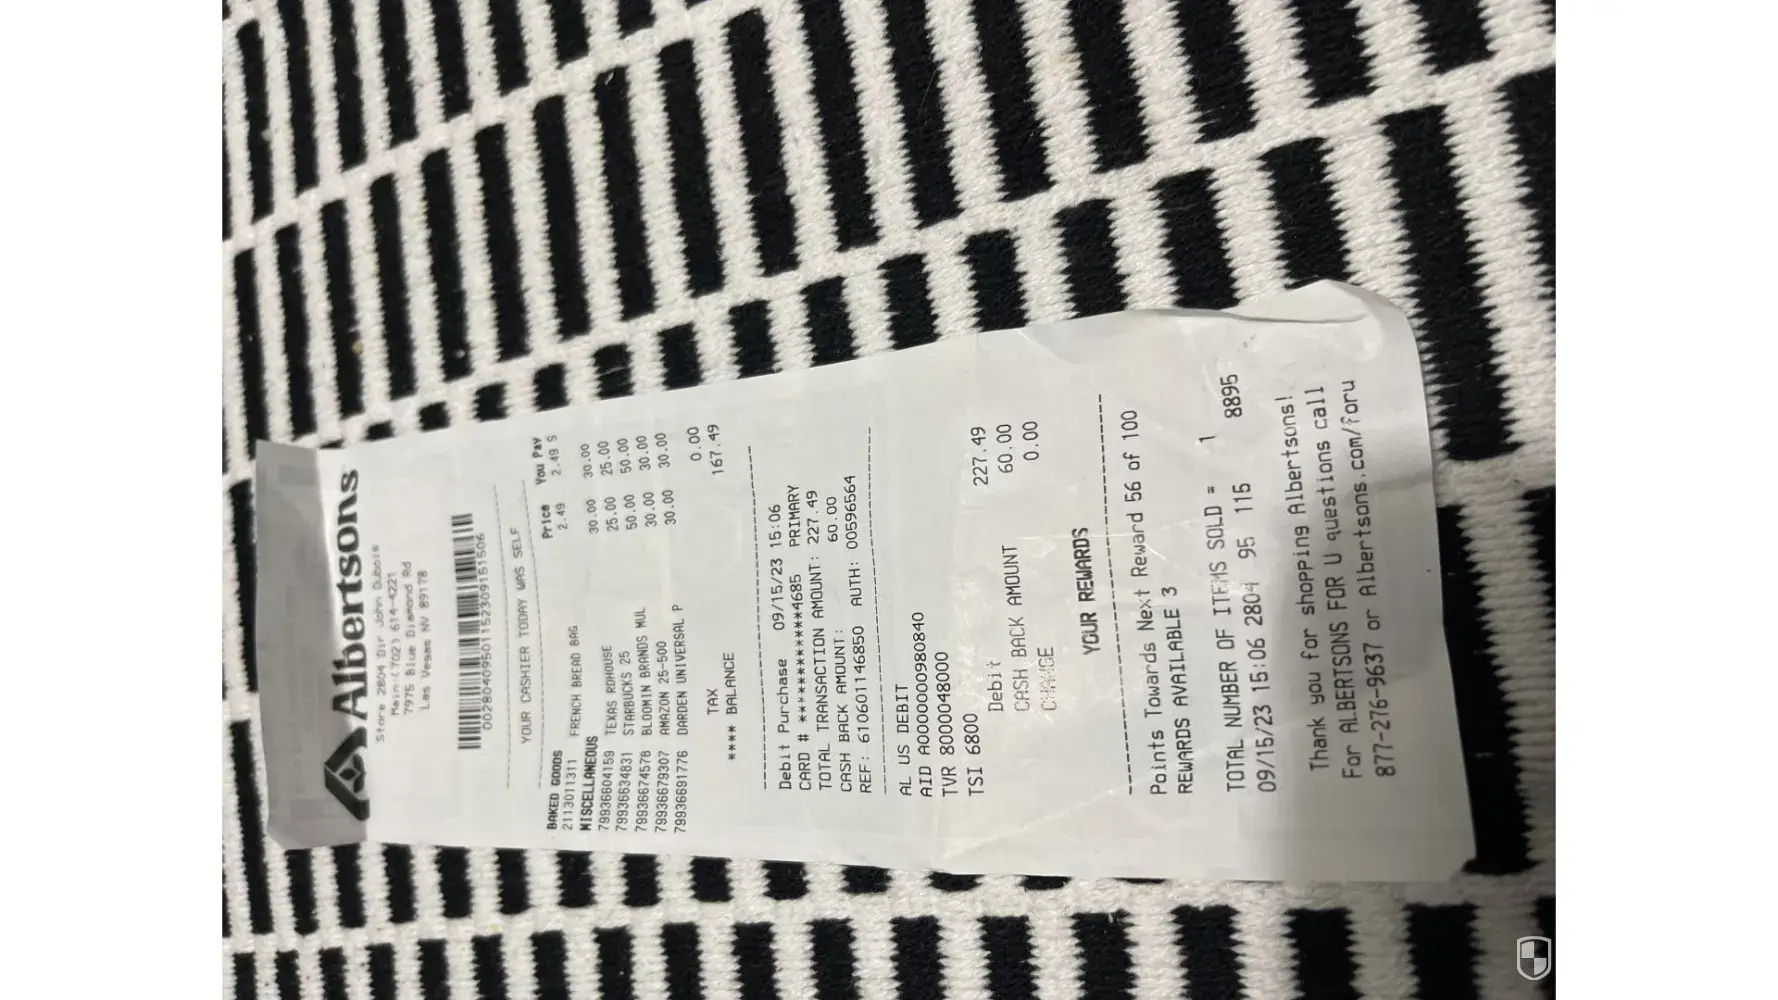 Albertsons
Store 2804 Dir John Dubois
Main:(702) 614-4221
7975 Blue Diamond Rd
Las Vegas NV 89178
00280409501152309151506
YOUR CASHIER TODAY WAS SELF
Price You Pay
BAKED GOODS
2113011311 FRENCH BREAD BAG 2.49 2.49 S
MISCELLANEOUS
79936604159 TEXAS RDHOUSE 30.00 30.00
79936634831 STARBUCKS 25 25.00 25.00
79936674578 BLOOMIN BRANDS MUL 50.00 50.00
79936679307 AMAZON 25-500 30.00 30.00
79936691776 DARDEN UNIVERSAL P 30.00 30.00
TAX 0.00
**** BALANCE 167.49
Debit Purchase 09/15/23 15:06
CARD # ************4685 PRIMARY
TOTAL TRANSACTION AMOUNT: 227.49
CASH BACK AMOUNT: 60.00
REF: 610601146850 AUTH: 00596564
AL US DEBIT
AID A0000000980840
TVR 8000048000
TSI 6800
Debit 227.49
CASH BACK AMOUNT 60.00
CHANGE 0.00
YOUR REWARDS
Points Towards Next Reward 56 of 100
REWARDS AVAILABLE 3
TOTAL NUMBER OF ITEMS SOLD = 1
09/15/23 15:06 2804 95 115 8895
Thank you for shopping Albertsons!
For ALBERTSONS FOR U questions call
877-276-9637 or Albertsons.com/foru